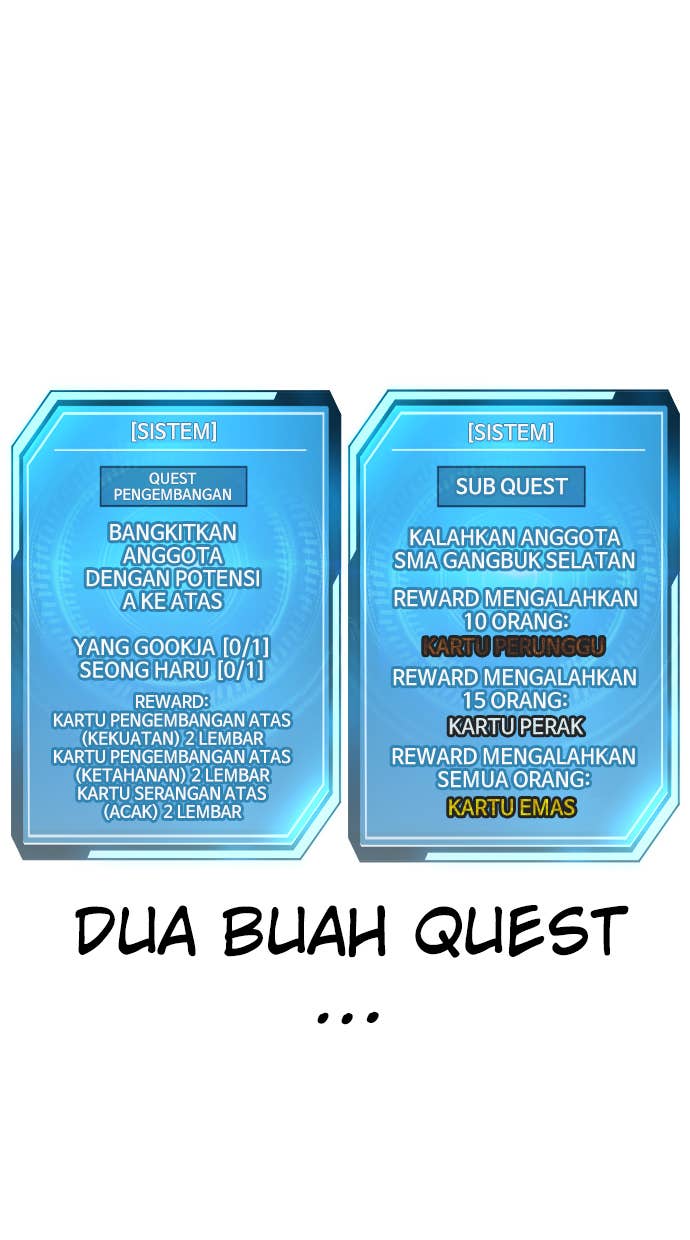 [SISTEM]
QUEST
PENGEMBANGAN
BANGKITKAN
ANGGOTA
DENGAN POTENSI
A KE ATAS
YANG GOOKJA [0/1]
SEONG HARU [0/1]
REWARD:
KARTU PENGEMBANGAN ATAS
(KEKUATAN) 2 LEMBAR
KARTU PENGEMBANGAN ATAS
(KETAHANAN) 2 LEMBAR
KARTU SERANGAN ATAS
(ACAK) 2 LEMBAR
[SISTEM]
SUB QUEST
KALAHKAN ANGGOTA
SMA GANGBUK SELATAN
REWARD MENGALAHKAN
10 ORANG:
KARTU PERUNGGU
REWARD MENGALAHKAN
15 ORANG:
KARTU PERAK
REWARD MENGALAHKAN
SEMUA ORANG:
KARTU EMAS
DUA BUAH QUEST
...